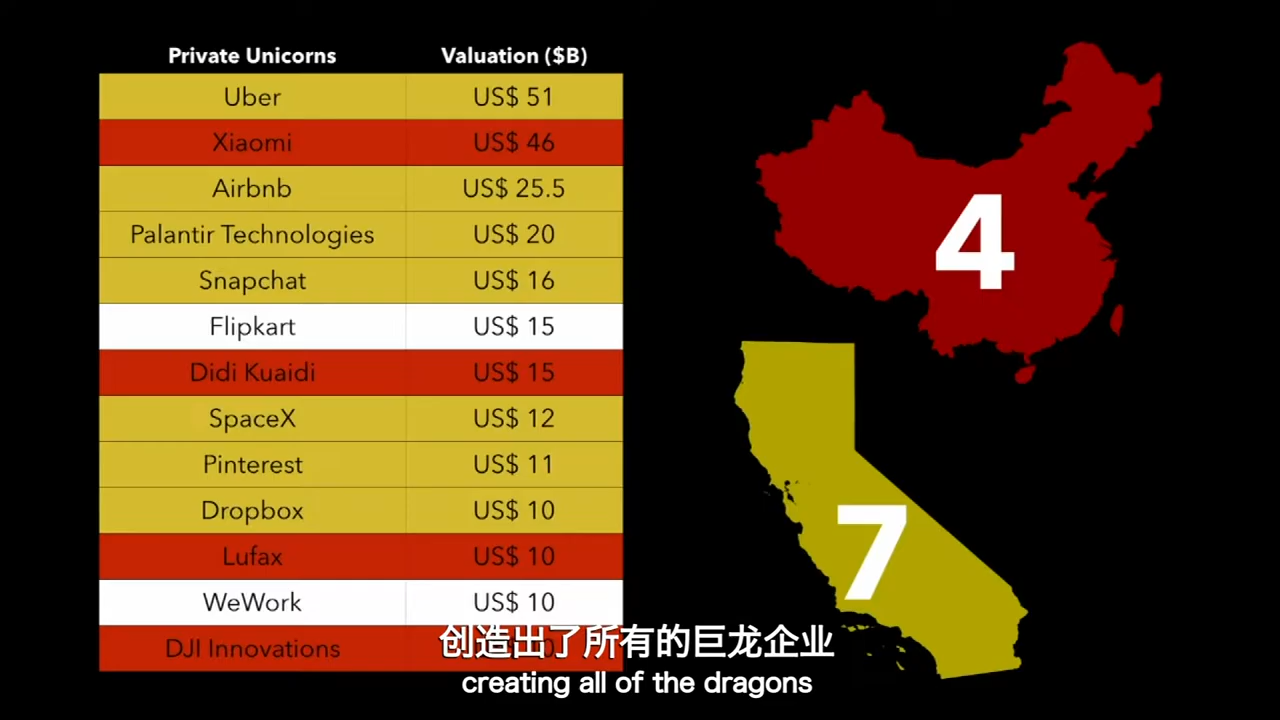 Private Unicorns Valuation ($B)
Uber US$ 51
Xiaomi US$ 46
Airbnb US$ 25.5
Palantir Technologies US$ 20
Snapchat US$ 16
Flipkart US$ 15
Didi Kuaidi US$ 15
SpaceX US$ 12
Pinterest US$ 11
Dropbox US$ 10
Lufax US$ 10
WeWork US$ 10
DJI Innovations
4
7
创造出了所有的巨龙企业
creating all of the dragons